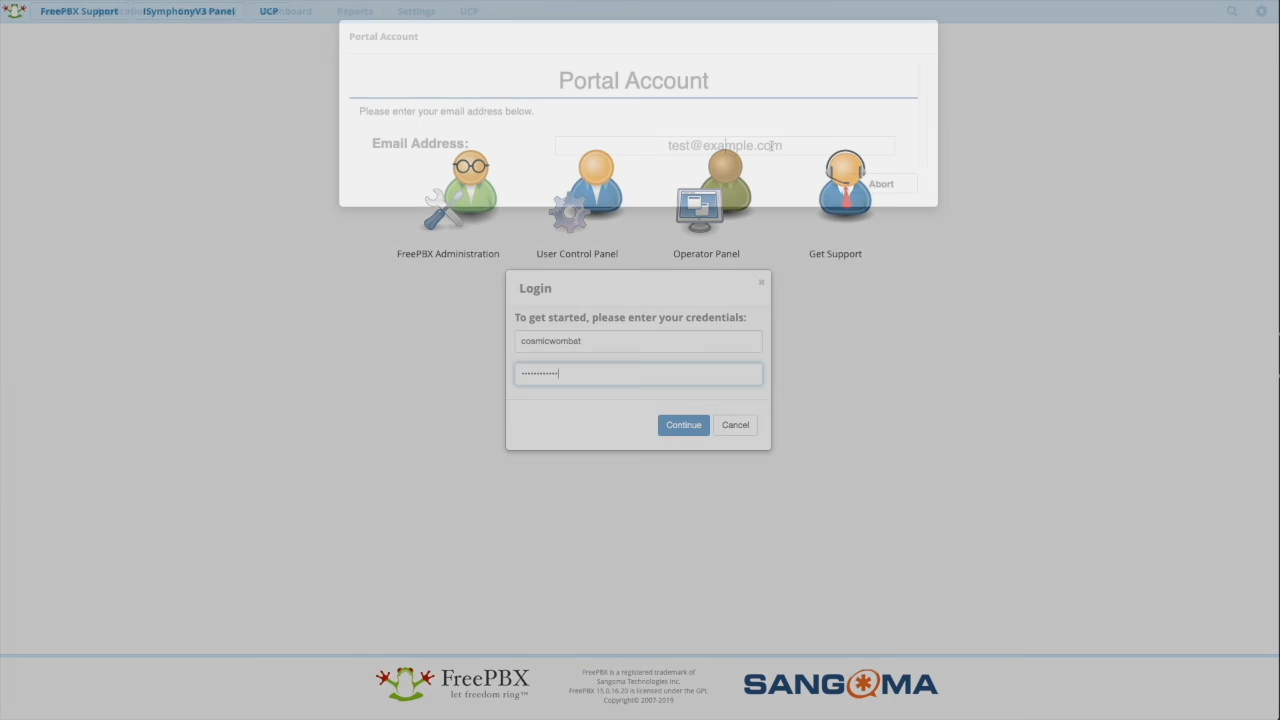 FreePBX Support
iSymphonyV3 Panel
UCP
Dashboard
Reports
Settings
UCP
Portal Account
Portal Account
Please enter your email address below.
Email Address:
test@example.com
Abort
FreePBX Administration
User Control Panel
Operator Panel
Get Support
Login
×
To get started, please enter your credentials:
cosmicwombat
••••••••••••
Continue
Cancel
FreePBX
let freedom ring™
FreePBX is a registered trademark of
Sangoma Technologies Inc.
FreePBX 15.0.16.20 is licensed under the GPL
Copyright© 2007-2019
SANGOMA